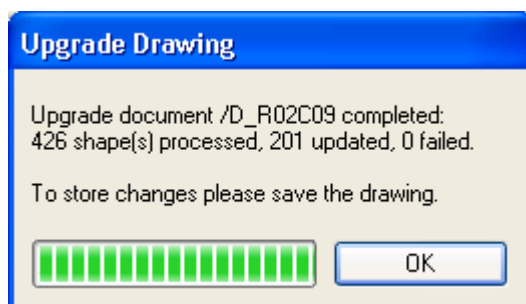 Upgrade Drawing
Upgrade document /D_R02C09 completed:
426 shape(s) processed, 201 updated, 0 failed.
To store changes please save the drawing.
OK